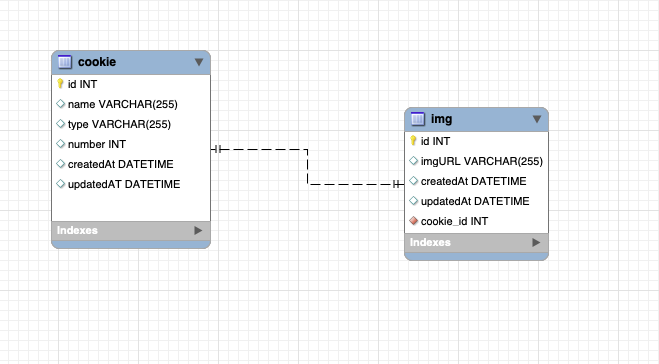 cookie
id INT
name VARCHAR(255)
type VARCHAR(255)
number INT
createdAt DATETIME
updatedAT DATETIME
Indexes
img
id INT
imgURL VARCHAR(255)
createdAt DATETIME
updatedAt DATETIME
cookie_id INT
Indexes